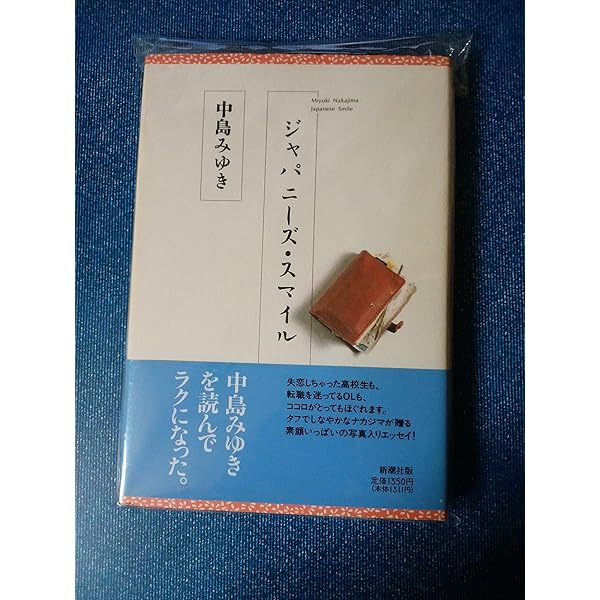 Miyuki Nakajima
Japanese Smile
ジャパニーズ・スマイル
中島みゆき
中島みゆき
を読んで
ラクになった。
失恋しちゃった高校生も、
転職を迷ってるOLも、
ココロがとってもほぐれます。
タフでしなやかなナカジマが贈る
素顔いっぱいの写真入りエッセイ!
新潮社版
定価1350円
(本体1311円)